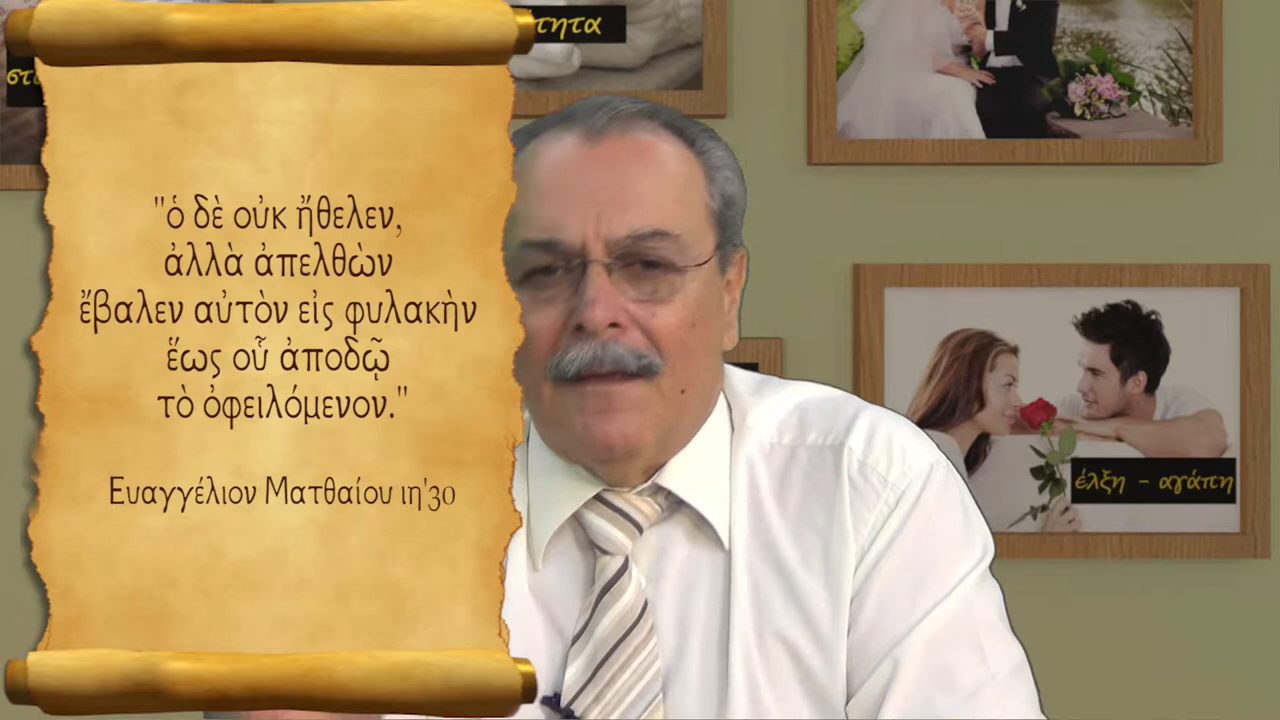 "ὁ δὲ οὐκ ἤθελεν,
ἀλλὰ ἀπελθὼν
ἔβαλεν αὐτὸν εἰς φυλακὴν
ἕως οὗ ἀποδῷ
τὸ ὀφειλόμενον."
Ευαγγέλιον Ματθαίου ιη'30
έλξη - αγάπη